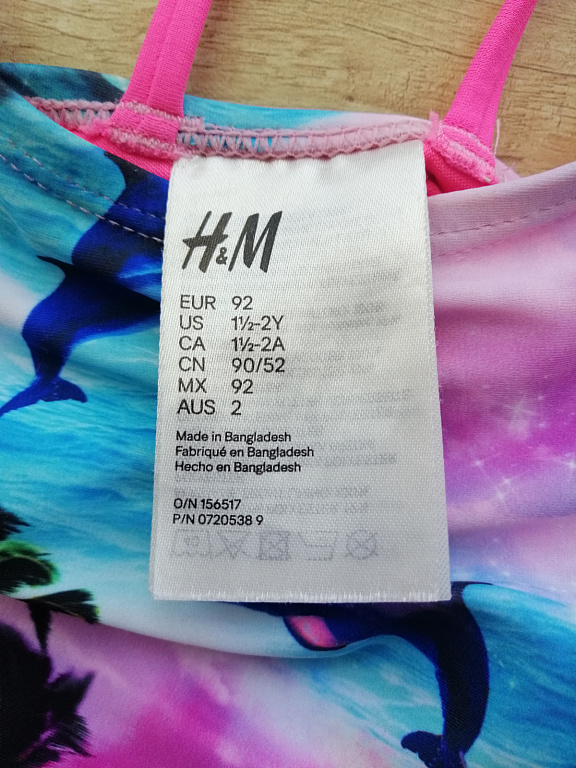 H&M
EUR 92
US 1½-2Y
CA 1½-2A
CN 90/52
MX 92
AUS 2
Made in Bangladesh
Fabriqué en Bangladesh
Hecho en Bangladesh
O/N 156517
P/N 0720538 9